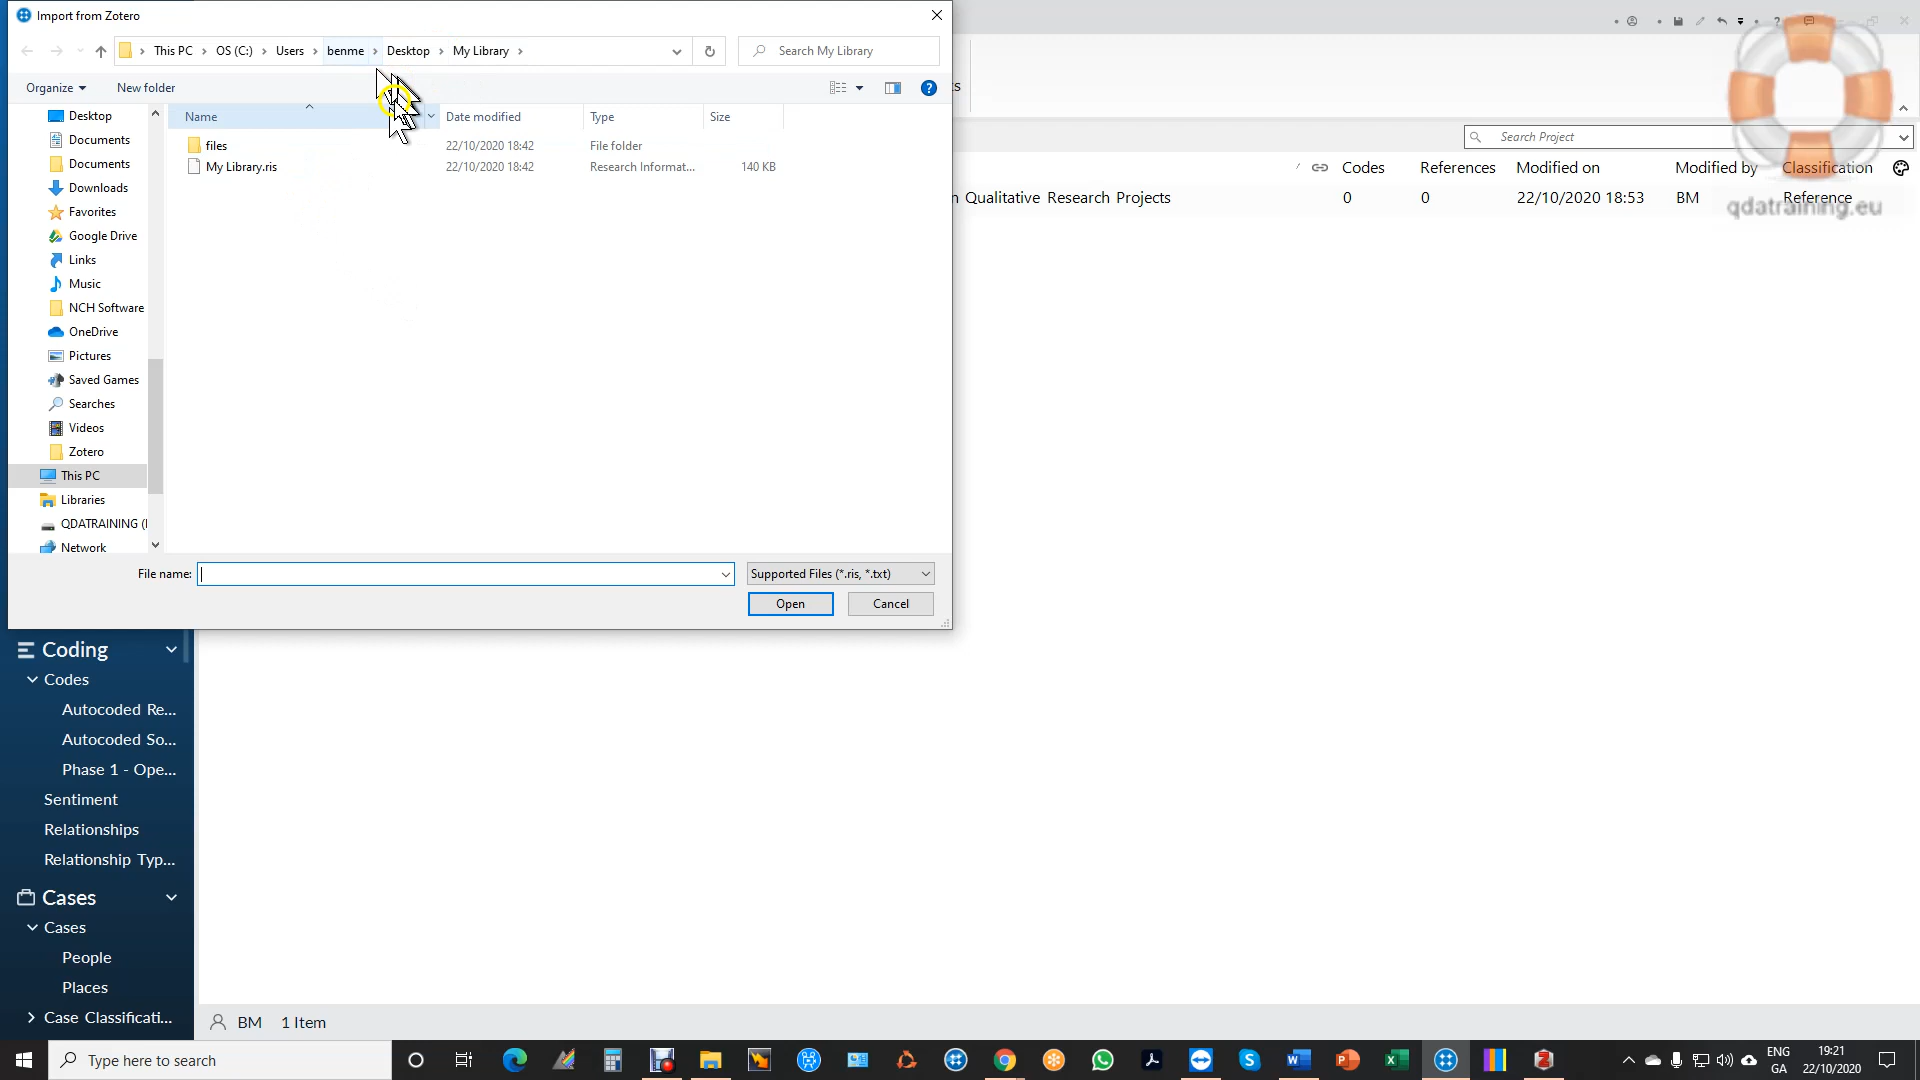 Import from Zotero
This PC > OS (C:) > Users > benme > Desktop > My Library >
Search My Library
Organize
New folder
Name
Date modified
Type
Size
files
22/10/2020 18:42
File folder
My Library.ris
22/10/2020 18:42
Research Informat...
140 KB
Desktop
Documents
Documents
Downloads
Favorites
Google Drive
Links
Music
NCH Software
OneDrive
Pictures
Saved Games
Searches
Videos
Zotero
This PC
Libraries
QDATRAINING (
Network
File name:
Supported Files (*.ris, *.txt)
Open
Cancel
Search Project
Codes
References
Modified on
Modified by
Classification
Qualitative Research Projects
0
0
22/10/2020 18:53
BM
Reference
qdatraining.eu
Coding
Codes
Autocoded Re...
Autocoded So...
Phase 1 - Ope...
Sentiment
Relationships
Relationship Typ...
Cases
Cases
People
Places
Case Classificati...
BM 1 Item
Type here to search
ENG
GA
19:21
22/10/2020